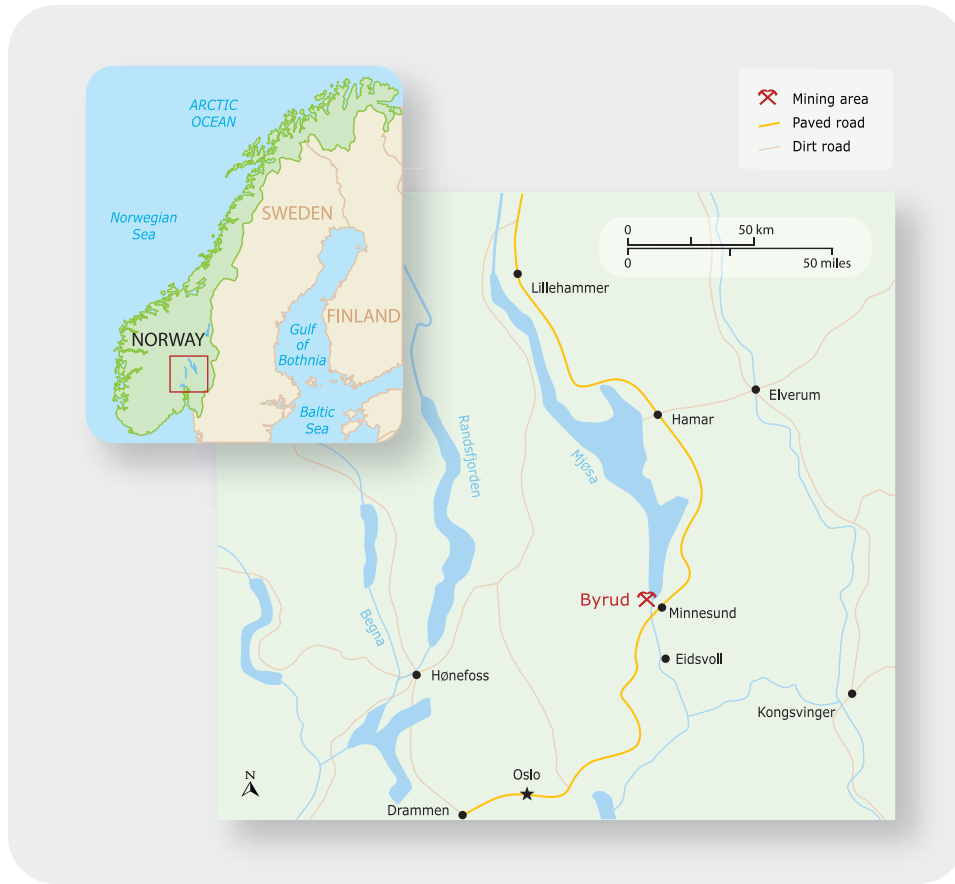 ARCTIC
OCEAN
Norwegian
Sea
SWEDEN
FINLAND
NORWAY
Gulf
of
Bothnia
Baltic
Sea
Mining area
Paved road
Dirt road
0 50 km
0 50 miles
Lillehammer
Elverum
Hamar
Randsfjorden
Mjøsa
Byrud
Minnesund
Begna
Eidsvoll
Hønefoss
Kongsvinger
N
Oslo
Drammen